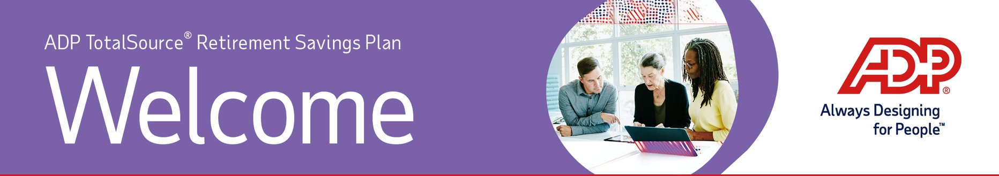 ADP TotalSource® Retirement Savings Plan
Welcome
ADP®
Always Designing
for People™